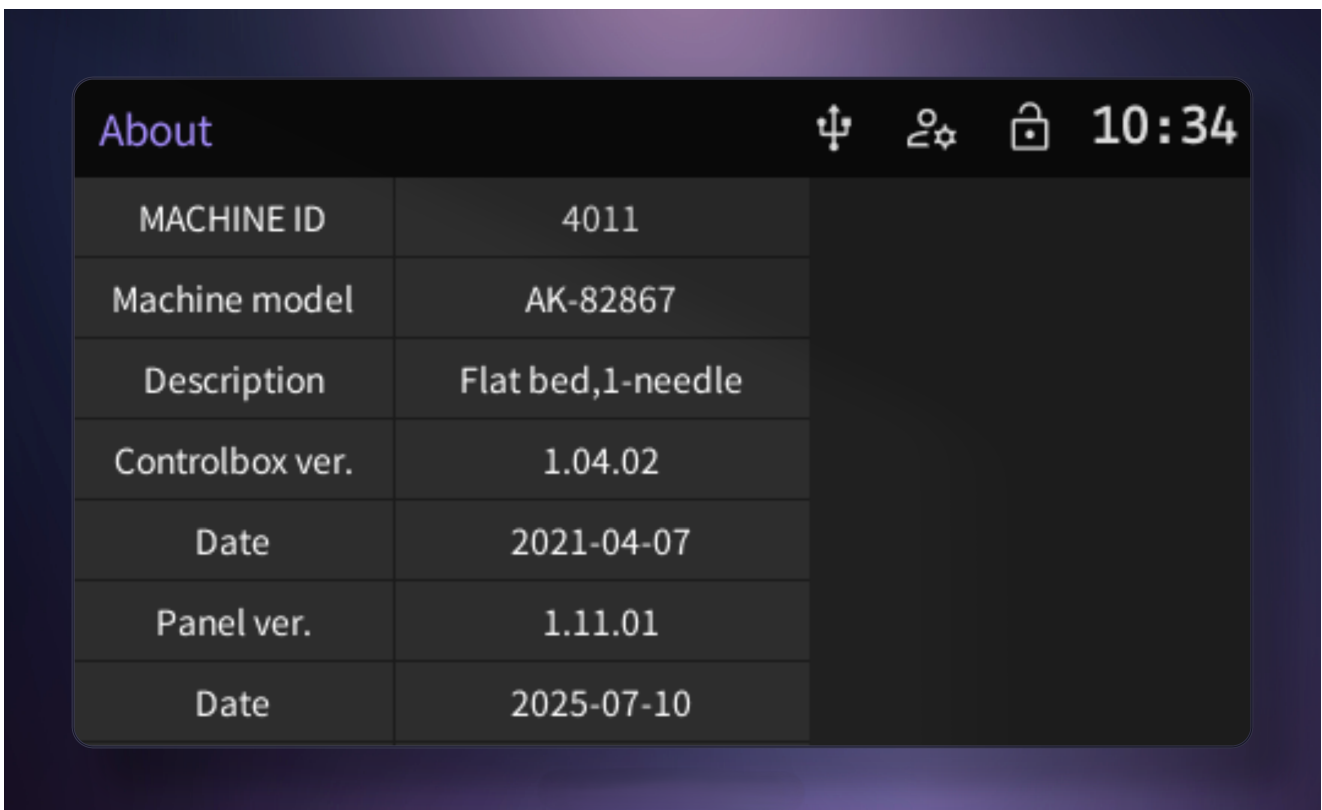 About 10:34
MACHINE ID 4011
Machine model AK-82867
Description Flat bed,1-needle
Controlbox ver. 1.04.02
Date 2021-04-07
Panel ver. 1.11.01
Date 2025-07-10